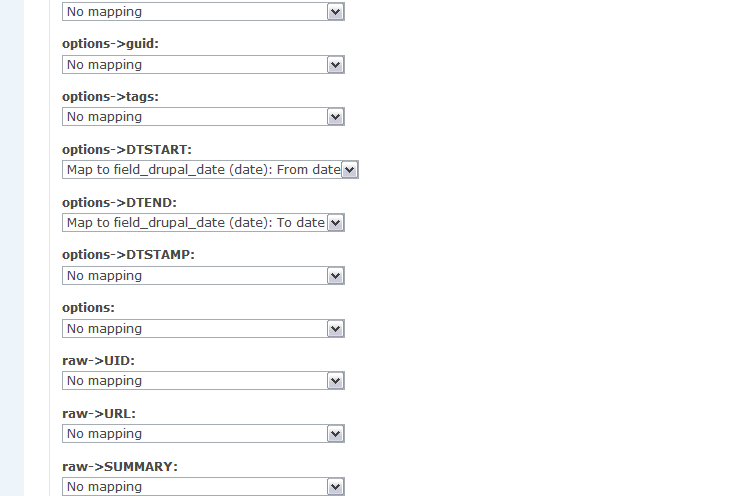 No mapping
options->guid:
No mapping
options->tags:
No mapping
options->DTSTART:
Map to field_drupal_date (date): From date
options->DTEND:
Map to field_drupal_date (date): To date
options->DTSTAMP:
No mapping
options:
No mapping
raw->UID:
No mapping
raw->URL:
No mapping
raw->SUMMARY:
No mapping